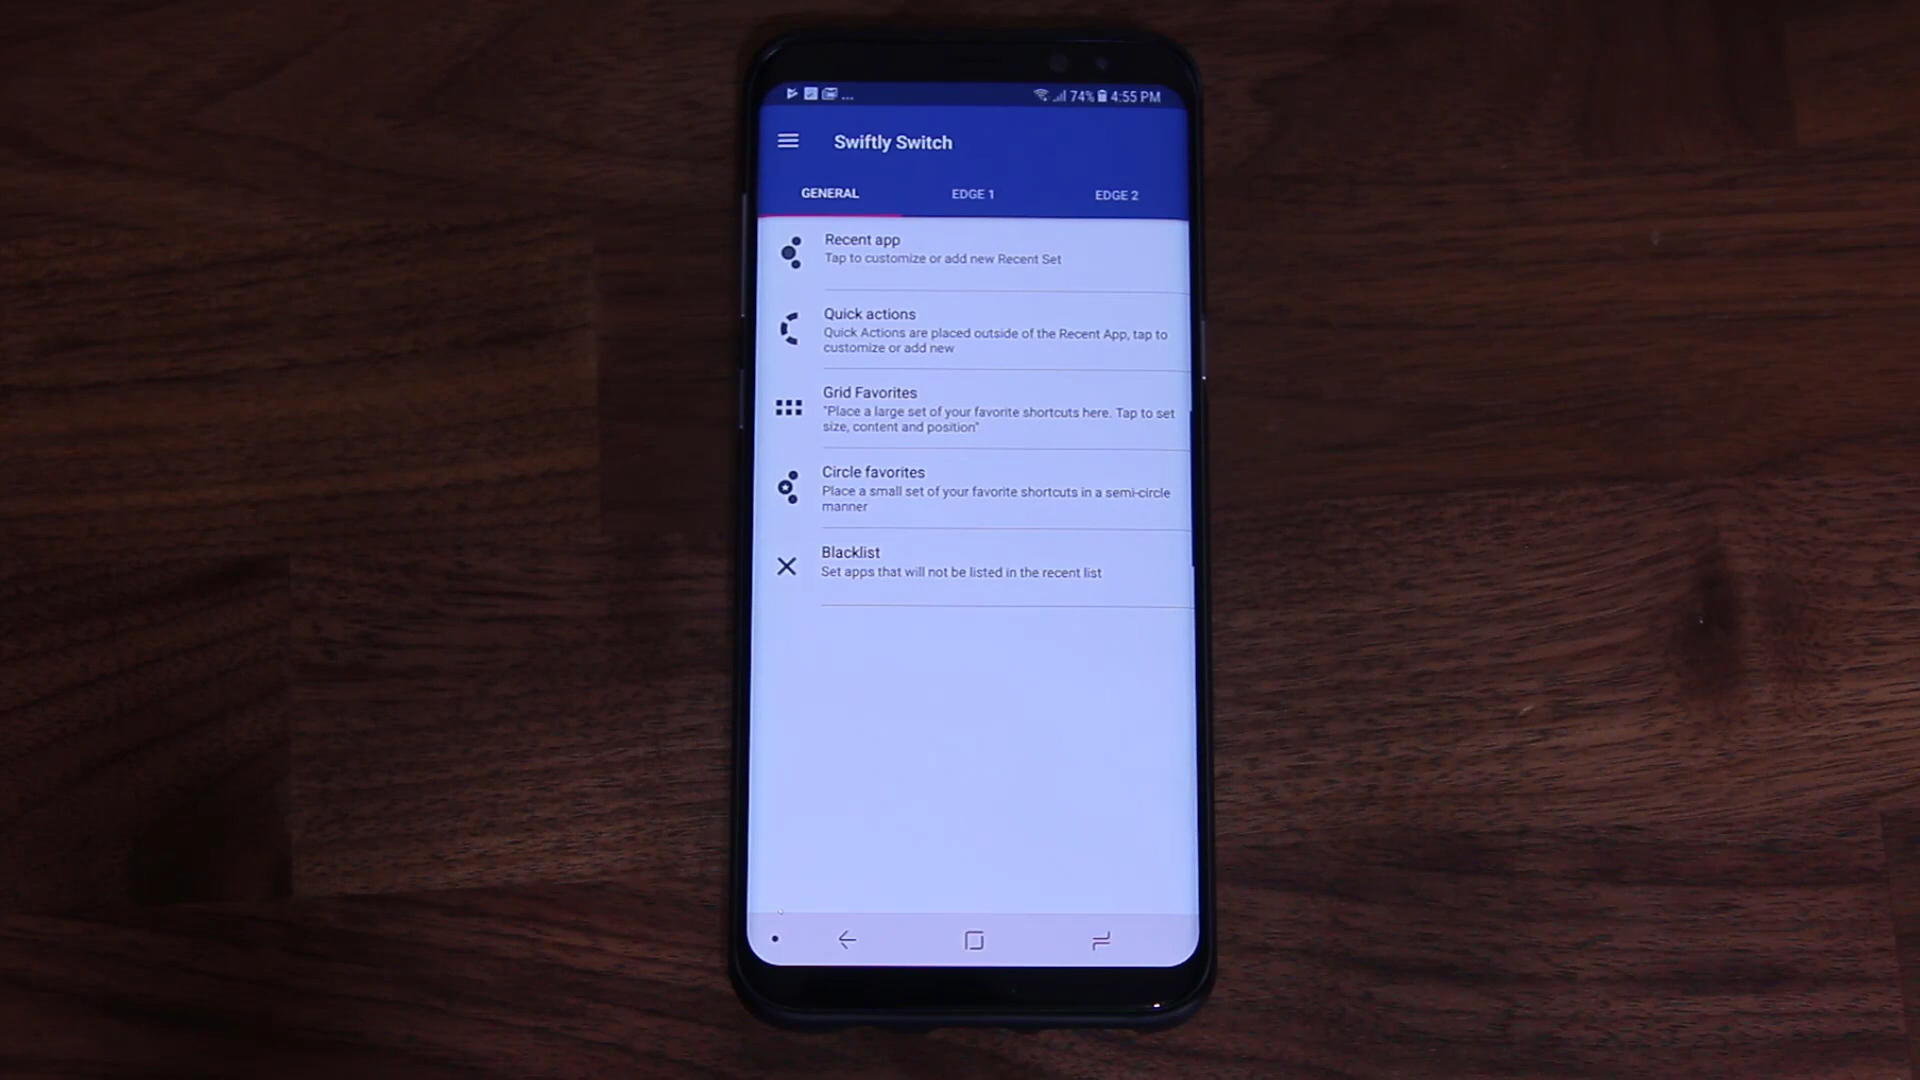 ... 74% 4:55 PM
Swiftly Switch
GENERAL EDGE 1 EDGE 2
Recent app
Tap to customize or add new Recent Set
Quick actions
Quick Actions are placed outside of the Recent App, tap to
customize or add new
Grid Favorites
"Place a large set of your favorite shortcuts here. Tap to set
size, content and position"
Circle favorites
Place a small set of your favorite shortcuts in a semi-circle
manner
Blacklist
Set apps that will not be listed in the recent list